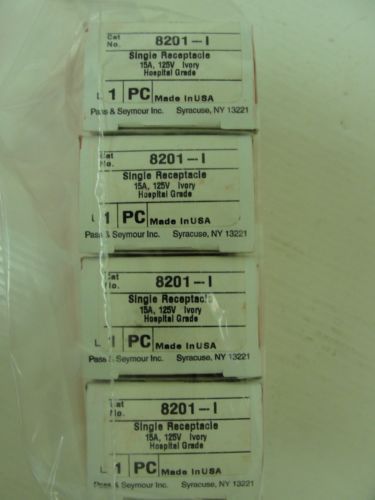 Cat
No. 8201-I
Single Receptacle
15A, 125V Ivory
Hospital Grade
1 PC Made In USA
Pass & Seymour Inc. Syracuse, NY 13221
No. 8201-I
Single Receptacle
15A, 125V Ivory
Hospital Grade
1 PC Made In USA
Pass & Seymour Inc. Syracuse, NY 13221
Cat
No. 8201-I
Single Receptacle
15A, 125V Ivory
Hospital Grade
1 PC Made In USA
Pass & Seymour Inc. Syracuse, NY 13221
Cat
No. 8201-I
Single Receptacle
15A, 125V Ivory
Hospital Grade
1 PC Made In USA
Pass & Seymour Inc. Syracuse, NY 13221